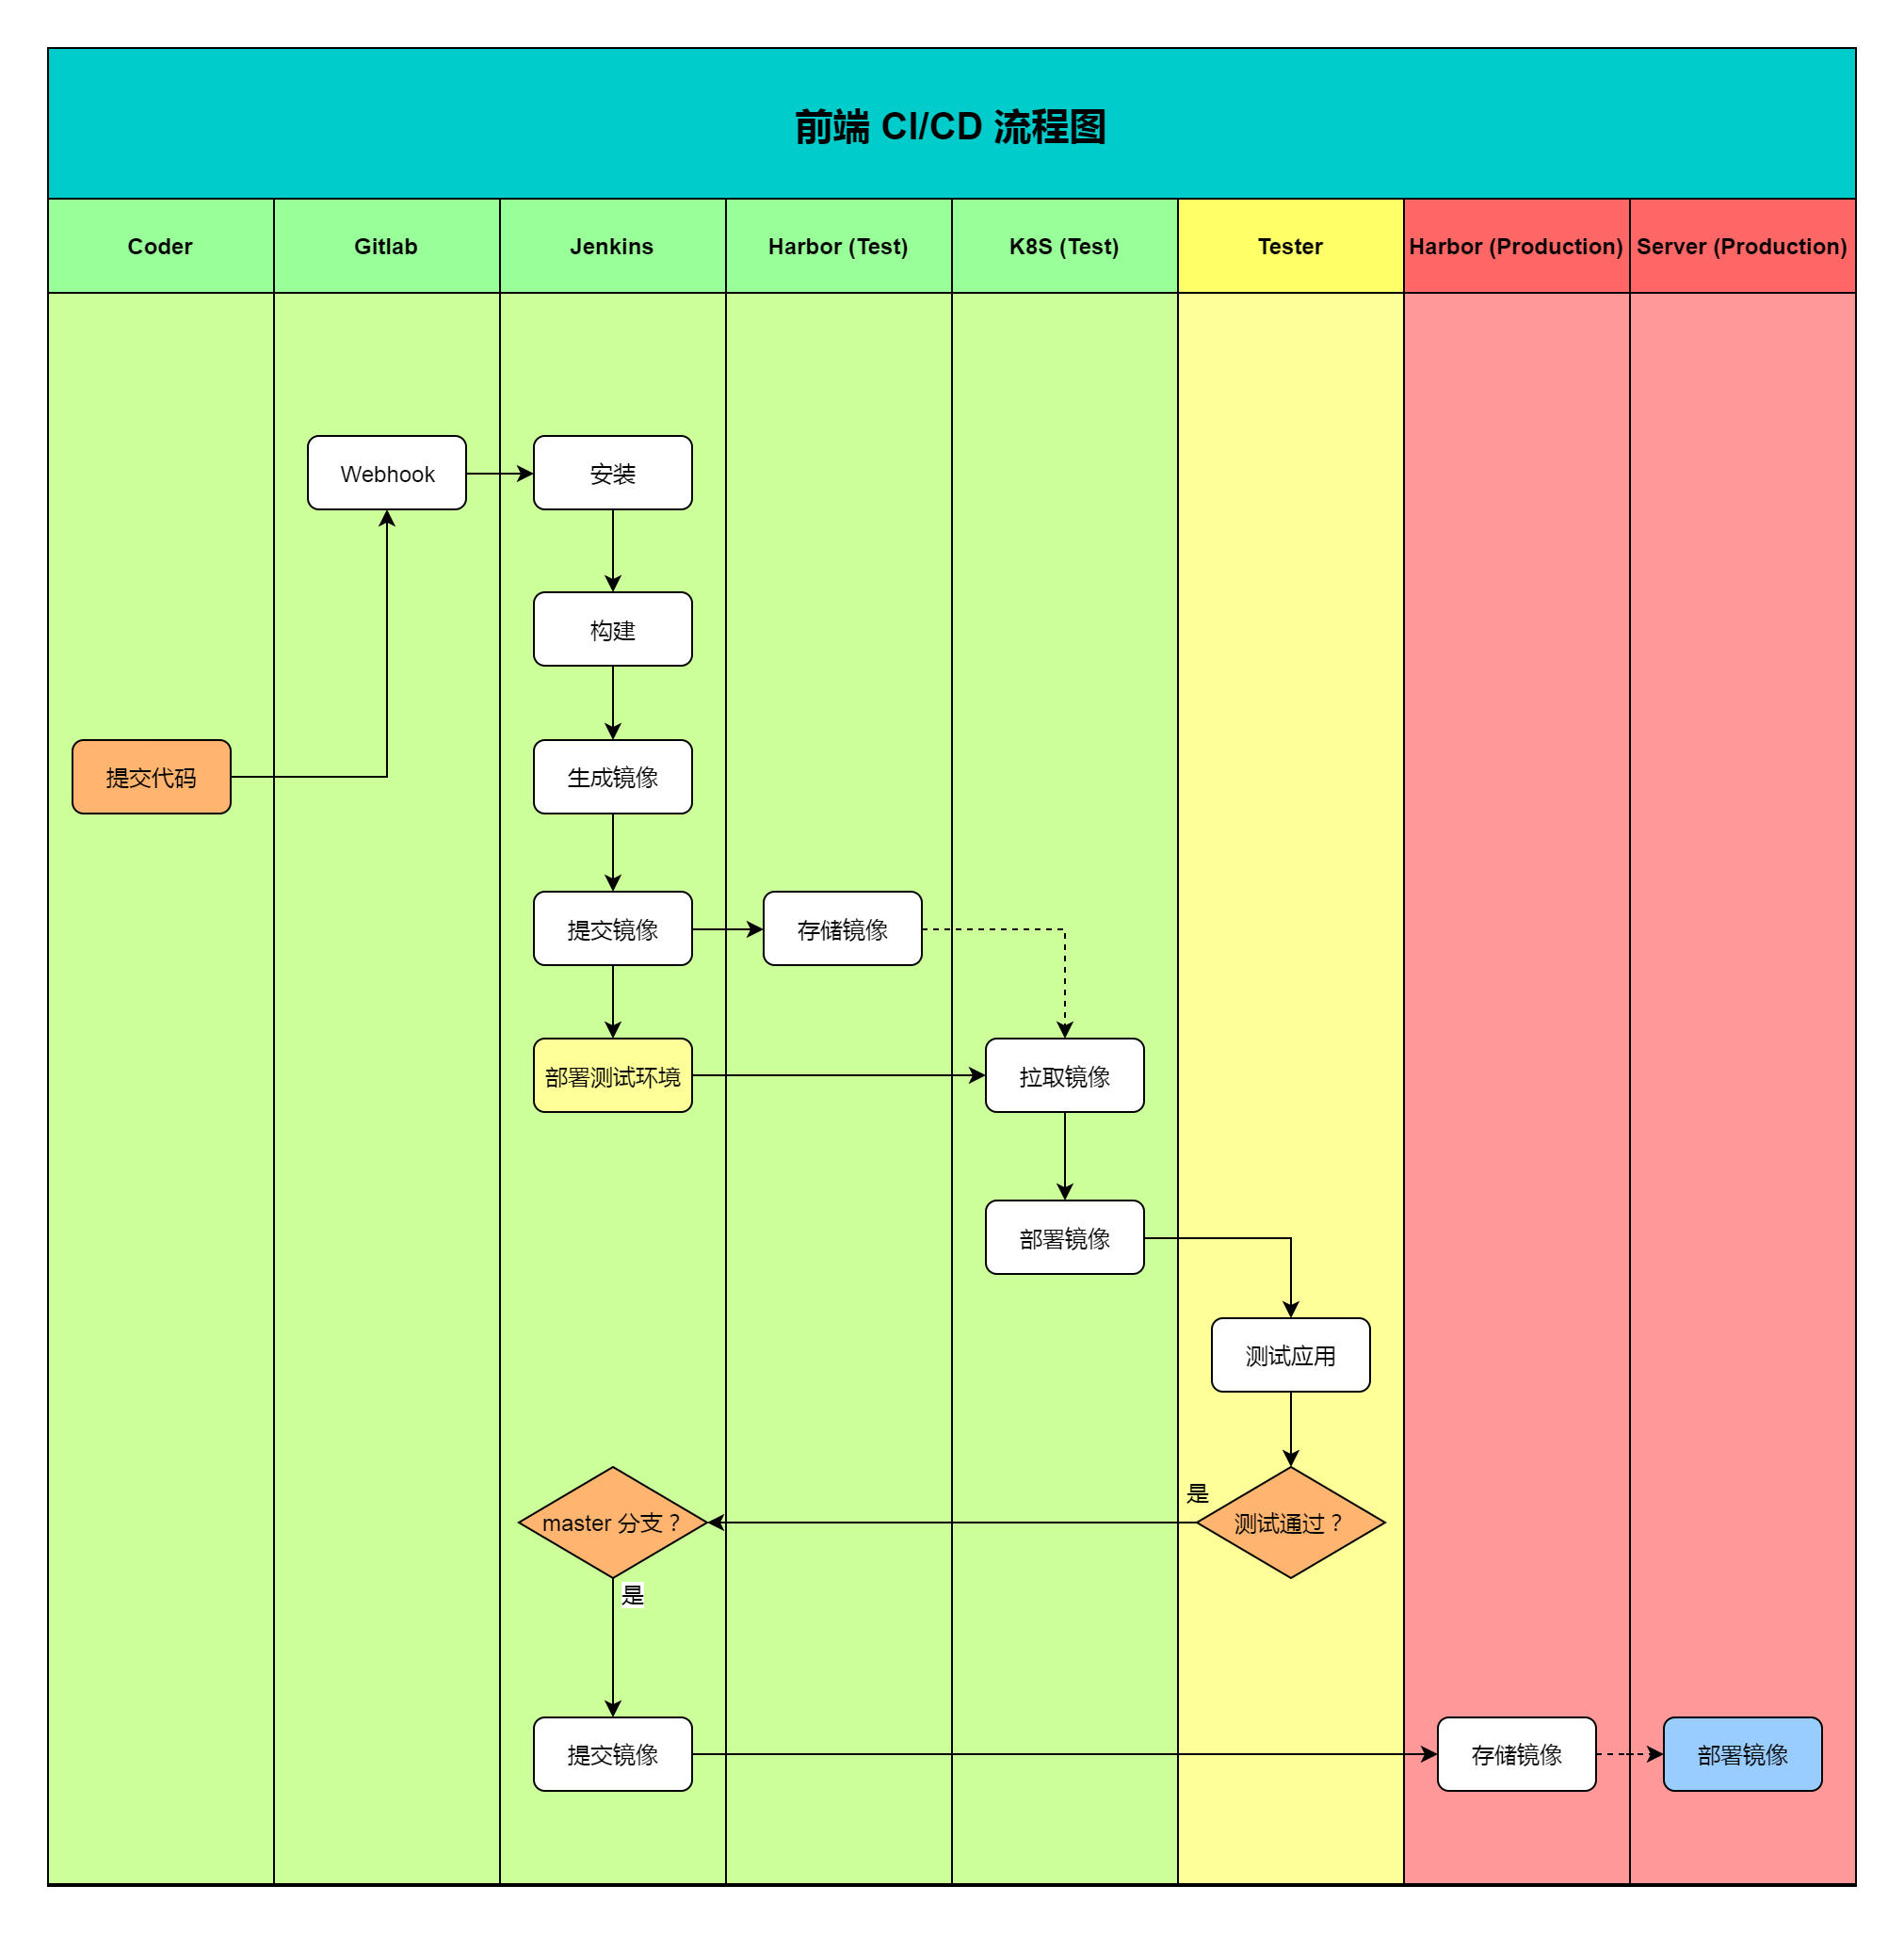 前端 CI/CD 流程图
Coder
Gitlab
Jenkins
Harbor (Test)
K8S (Test)
Tester
Harbor (Production)
Server (Production)
Webhook
安装
构建
提交代码
生成镜像
提交镜像
存储镜像
部署测试环境
拉取镜像
部署镜像
测试应用
是
master 分支？
测试通过？
是
提交镜像
存储镜像
部署镜像